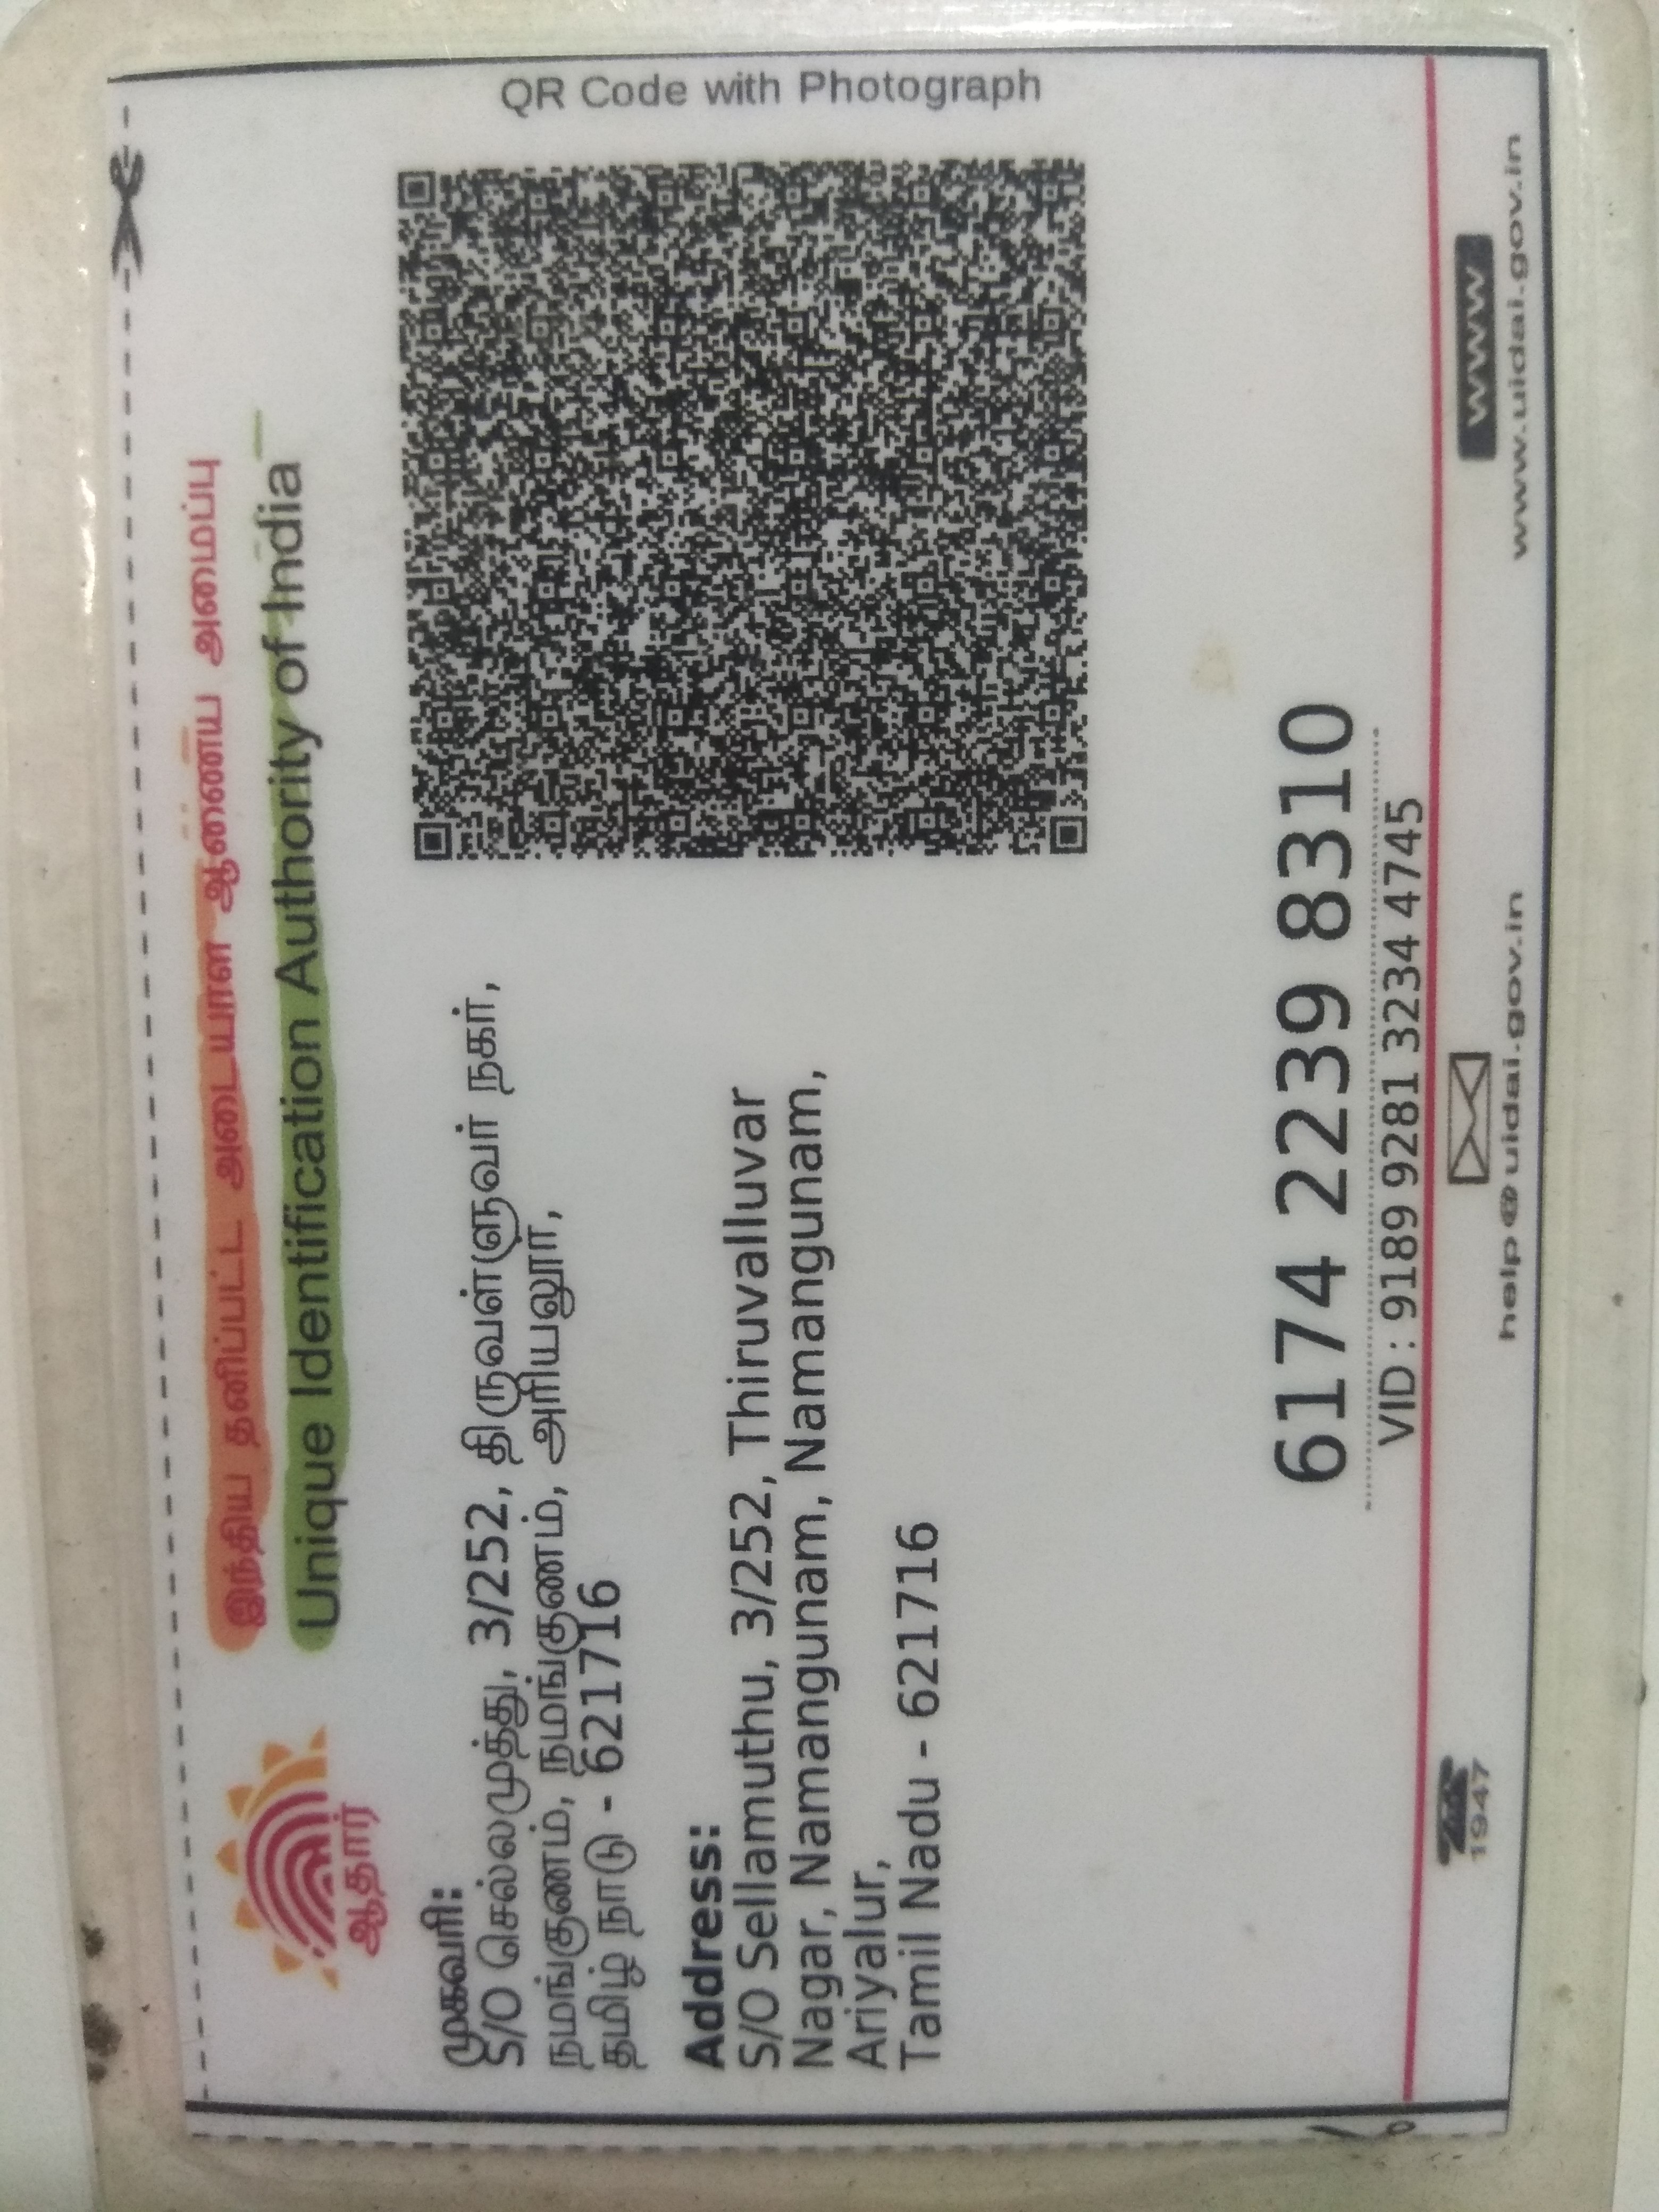 ஆதார்
இந்திய தனிப்பட்ட அடையாள ஆணைய அமைப்பு
Unique Identification Authority of India
முகவரி:
S/O செல்லமுத்து, 3/252, திருவள்ளுவர் நகர்,
நமங்குணம், நமங்குணம், அரியலூர்,
தமிழ் நாடு - 621716
Address:
S/O Sellamuthu, 3/252, Thiruvalluvar
Nagar, Namangunam, Namangunam,
Ariyalur,
Tamil Nadu - 621716
QR Code with Photograph
6174 2239 8310
VID : 9189 9281 3234 4745
1947
help@uidai.gov.in
www
www.uidai.gov.in